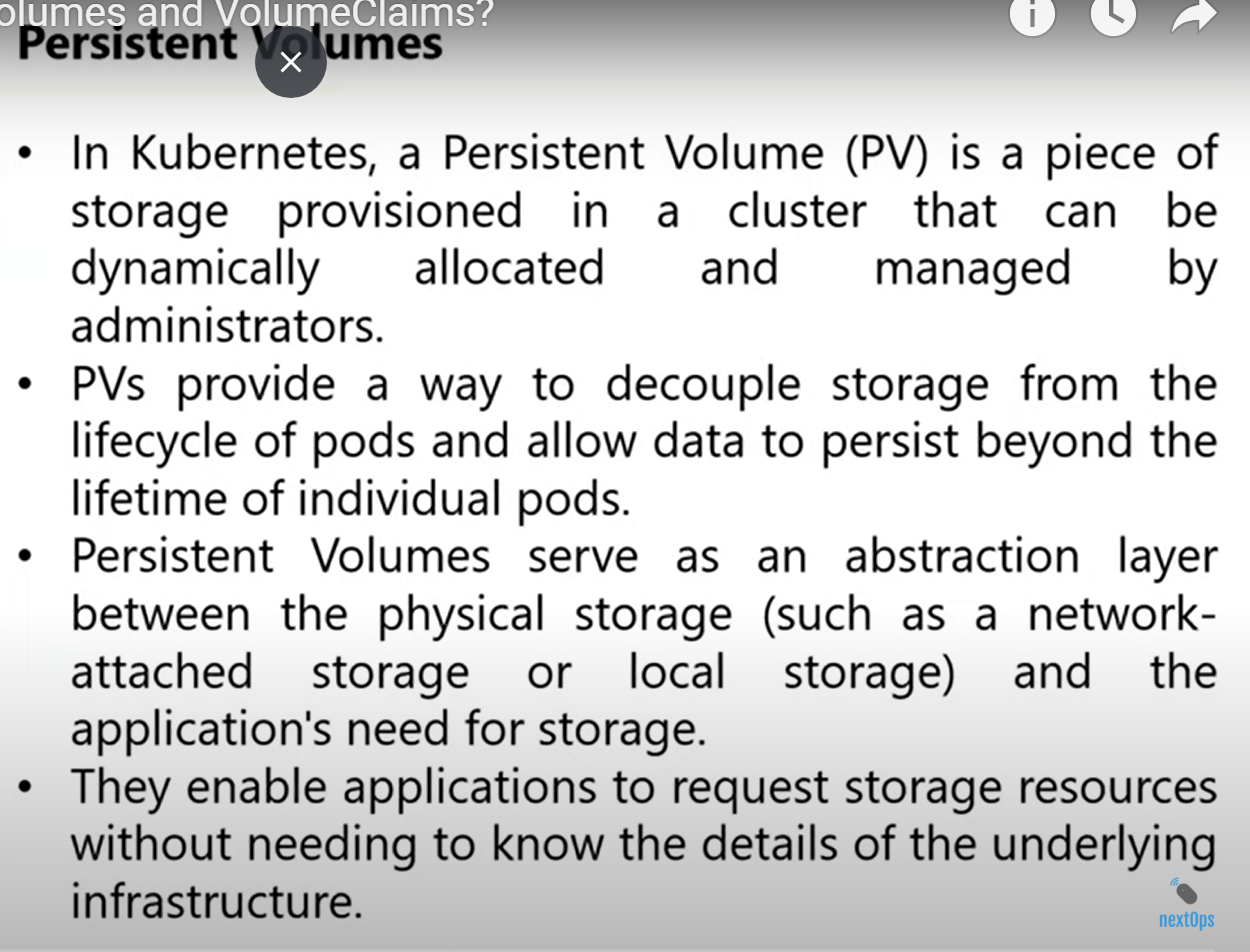 olumes and VolumeClaims?
Persistent Volumes
• In Kubernetes, a Persistent Volume (PV) is a piece of
storage provisioned in a cluster that can be
dynamically allocated and managed by
administrators.
• PVs provide a way to decouple storage from the
lifecycle of pods and allow data to persist beyond the
lifetime of individual pods.
• Persistent Volumes serve as an abstraction layer
between the physical storage (such as a network-
attached storage or local storage) and the
application's need for storage.
• They enable applications to request storage resources
without needing to know the details of the underlying
infrastructure.
nextOps